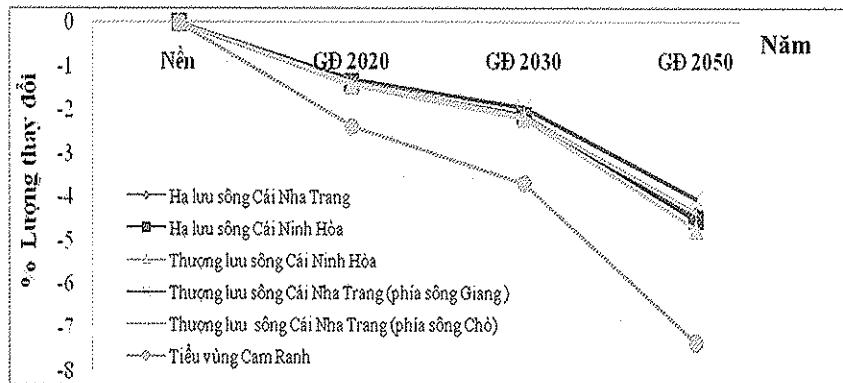 0
-1
-2
-3
-4
-5
-6
-7
-8
% Lượng thay đổi
Nền GĐ 2020 GĐ 2030 GĐ 2050
Năm
Hạ lưu sông Cái Nha Trang
Hạ lưu sông Cái Ninh Hòa
Thượng lưu sông Cái Ninh Hòa
Thượng lưu sông Cái Nha Trang (phía sông Giang)
Thượng lưu sông Cái Nha Trang (phía sông Chò)
Tiểu vùng Cam Ranh